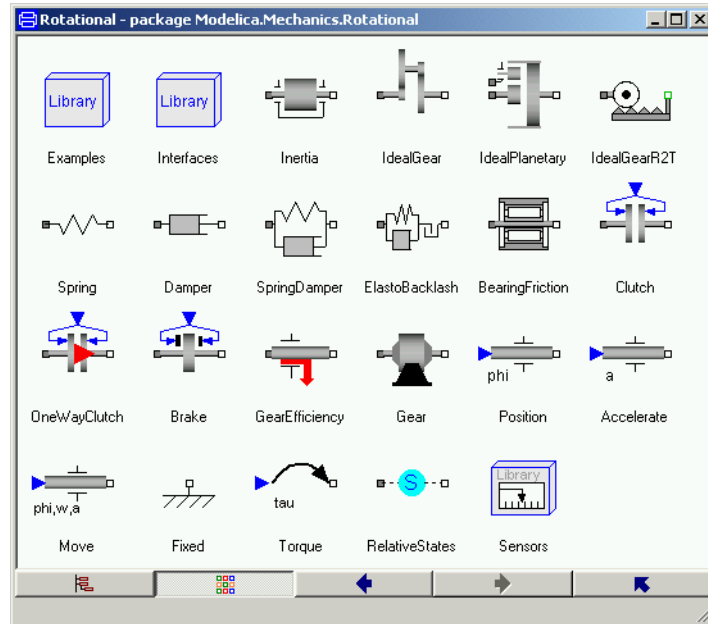 Rotational - package Modelica.Mechanics.Rotational
Library
Library
Examples
Interfaces
Inertia
IdealGear
IdealPlanetary
IdealGearR2T
Spring
Damper
SpringDamper
ElastoBacklash
BearingFriction
Clutch
phi
a
OneWayClutch
Brake
GearEfficiency
Gear
Position
Accelerate
Library
S
phi,w,a
tau
Move
Fixed
Torque
RelativeStates
Sensors